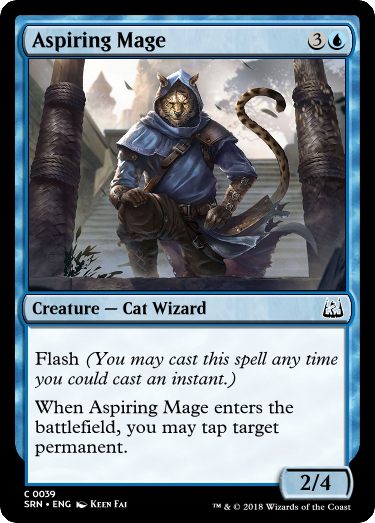 Aspiring Mage 3
Creature — Cat Wizard
Flash (You may cast this spell any time
you could cast an instant.)
When Aspiring Mage enters the
battlefield, you may tap target
permanent.
2/4
C 0039
SRN • ENG Keen Fai
™ & © 2018 Wizards of the Coast